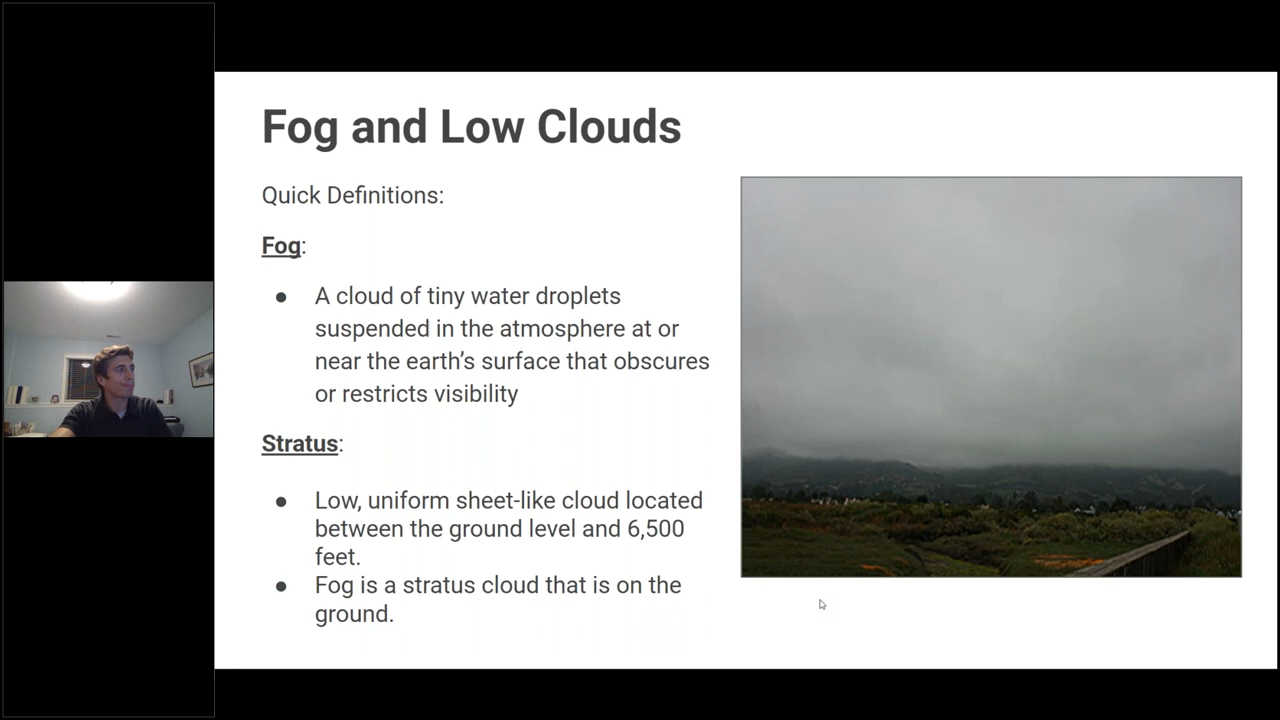 Fog and Low Clouds
Quick Definitions:
Fog:
● A cloud of tiny water droplets
suspended in the atmosphere at or
near the earth’s surface that obscures
or restricts visibility
Stratus:
● Low, uniform sheet-like cloud located
between the ground level and 6,500
feet.
● Fog is a stratus cloud that is on the
ground.